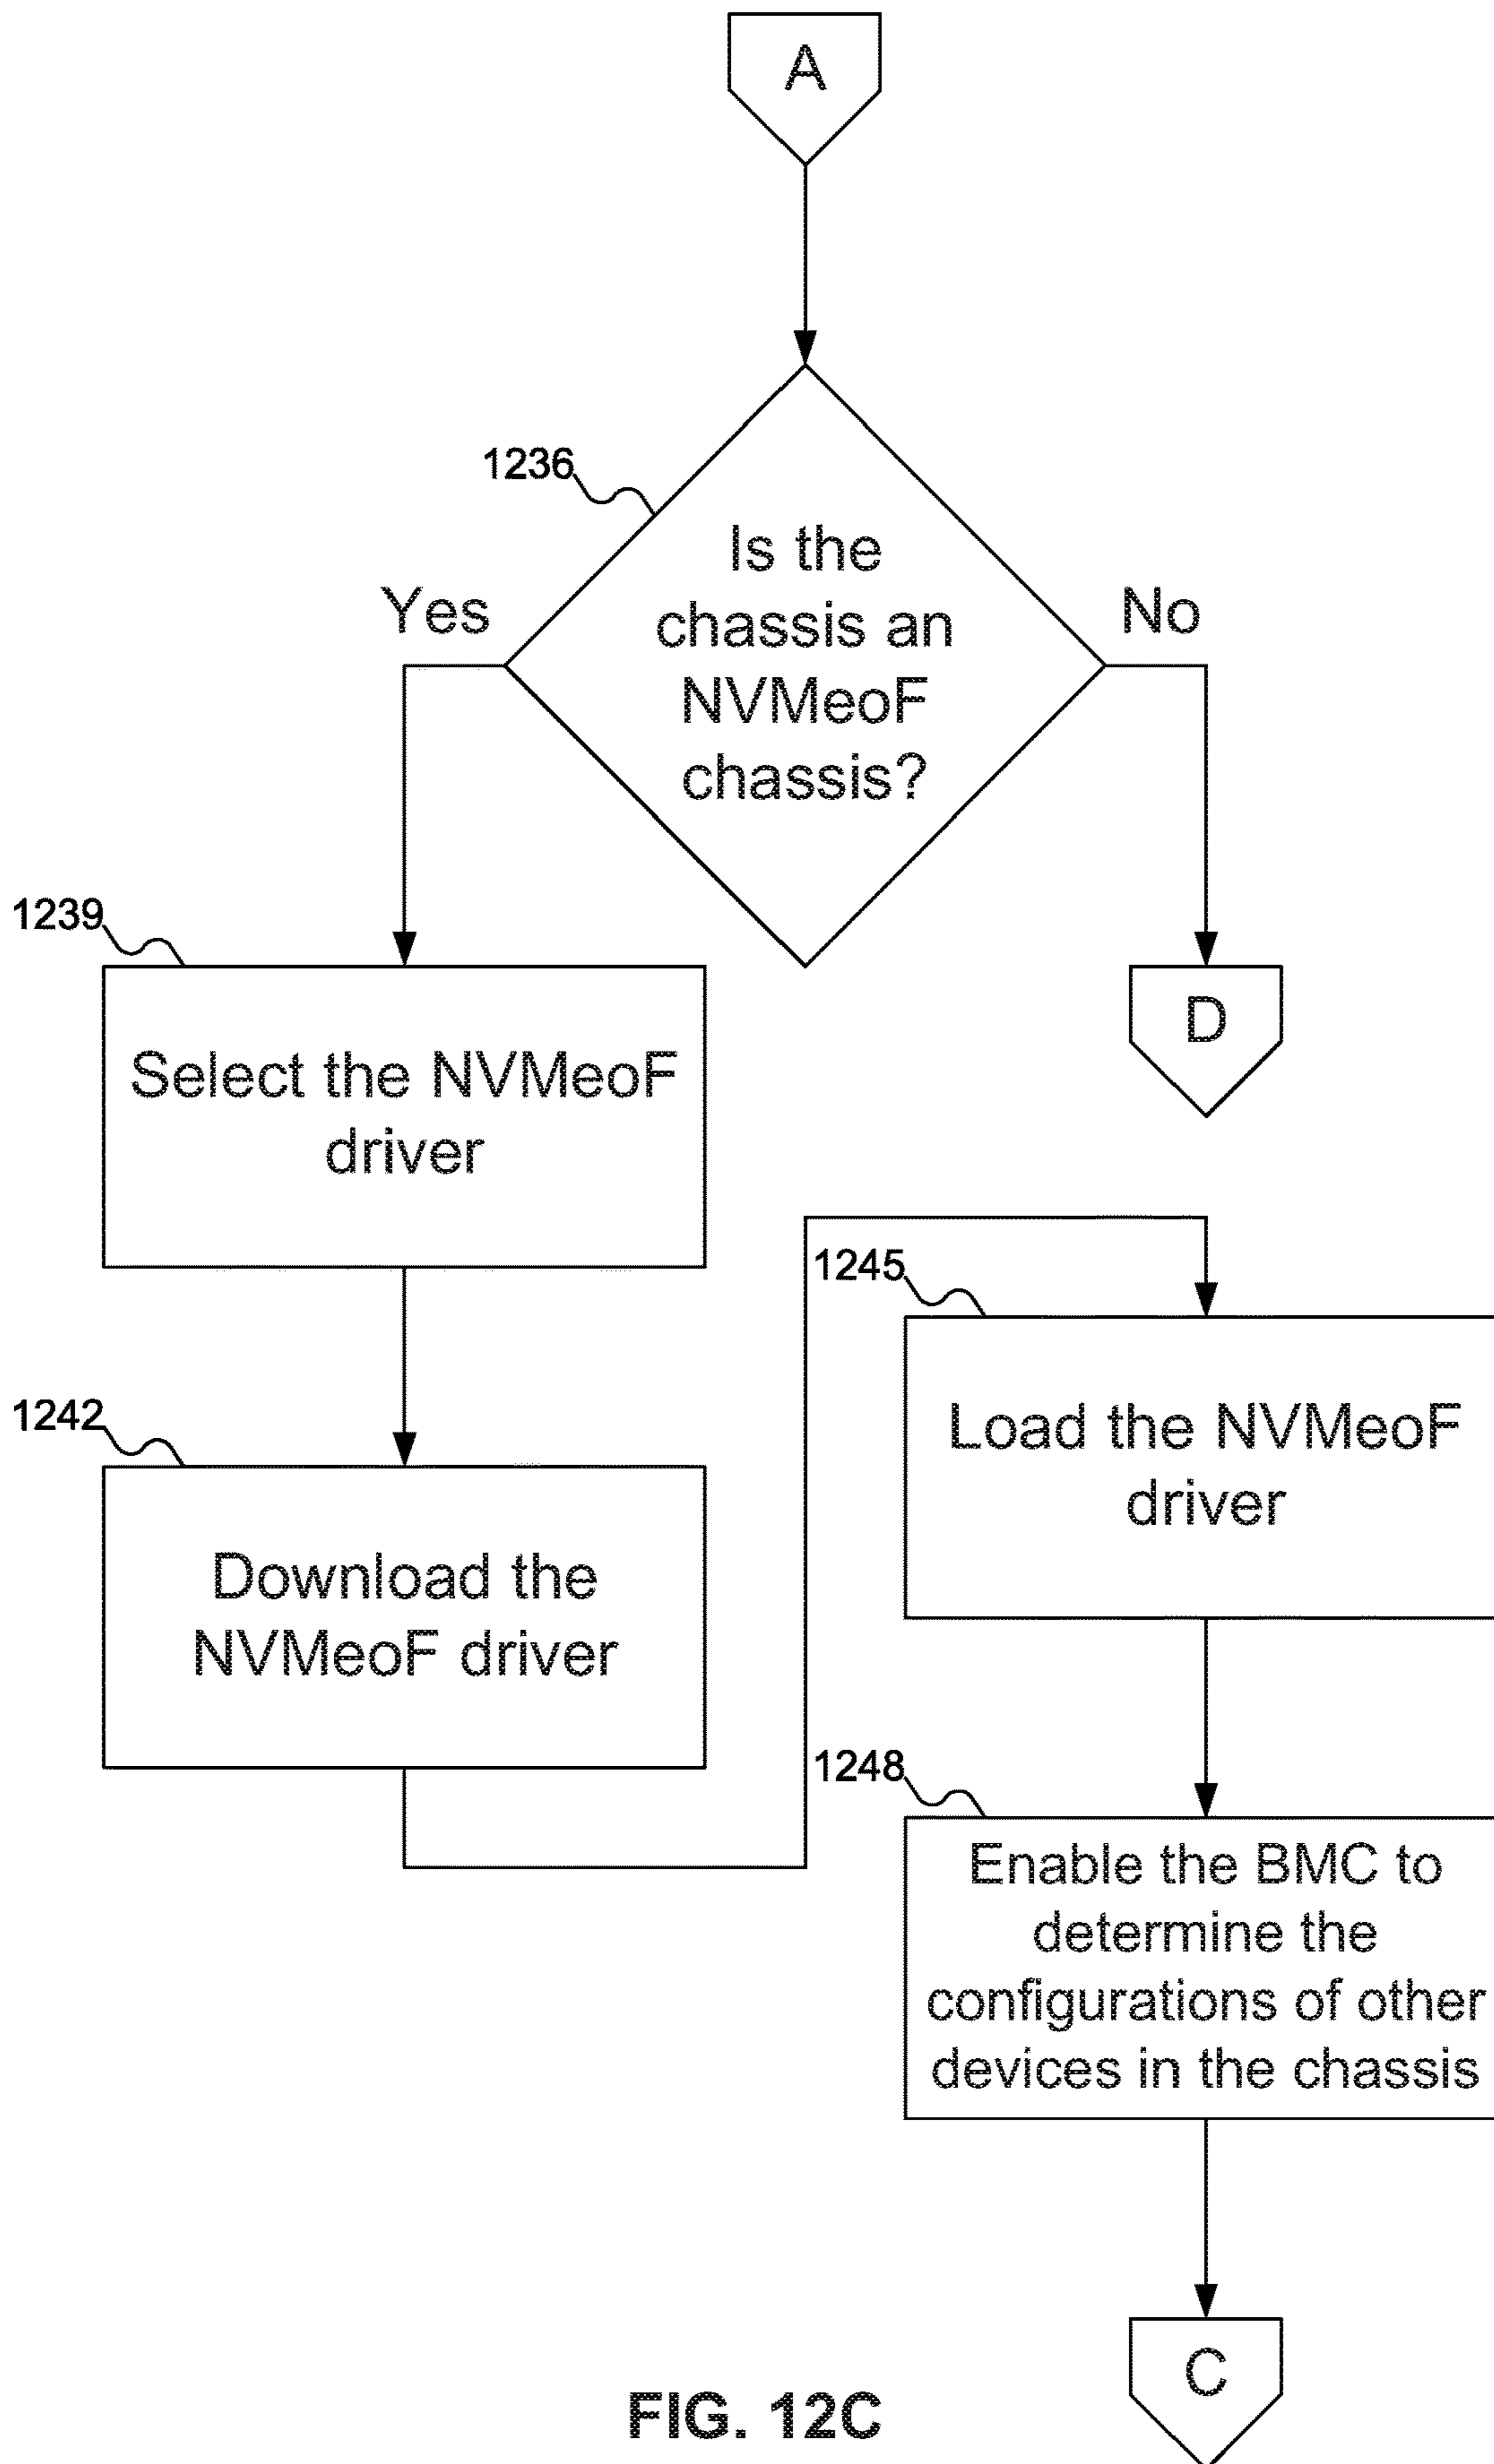 A
1236
Is the
chassis an
NVMeoF
chassis?
Yes
No
1239
Select the NVMeoF
driver
D
1242
Download the
NVMeoF driver
1245
Load the NVMeoF
driver
1248
Enable the BMC to
determine the
configurations of other
devices in the chassis
C
FIG. 12C